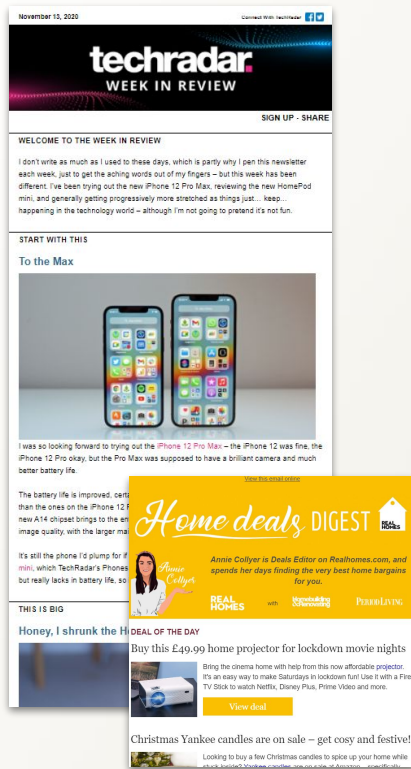 November 13, 2020
Connect With TechRadar
techradar.
WEEK IN REVIEW
SIGN UP - SHARE
WELCOME TO THE WEEK IN REVIEW
I don't write as much as I used to these days, which is partly why I pen this newsletter
each week, just to get the aching words out of my fingers – but this week has been
different. I've been trying out the new iPhone 12 Pro Max, reviewing the new HomePod
mini, and generally getting progressively more stretched as things just… keep…
happening in the technology world – although I'm not going to pretend it's not fun.
START WITH THIS
To the Max
I was so looking forward to trying out the iPhone 12 Pro Max – the iPhone 12 was fine, the
iPhone 12 Pro okay, but the Pro Max was supposed to have a brilliant camera and much
better battery life.
The battery life is improved,
than the ones on the iPhone 12
new A14 chipset brings to the
image quality, with the larger
It's still the phone I'd plump for if
mini, which TechRadar's Phones
but really lacks in battery life, so
THIS IS BIG
Honey, I shrunk the
View this email online
Home deals DIGEST
REAL
HOMES
Annie
Collyer
Annie Collyer is Deals Editor on Realhomes.com, and
spends her days finding the very best home bargains
for you.
REAL
HOMES
with
Homebuilding
&Renovating
PERIOD LIVING
DEAL OF THE DAY
Buy this £49.99 home projector for lockdown movie nights
Bring the cinema home with help from this now affordable projector.
It's an easy way to make Saturdays in lockdown fun! Use it with a Fire
TV Stick to watch Netflix, Disney Plus, Prime Video and more.
View deal
Christmas Yankee candles are on sale – get cosy and festive!
Looking to buy a few Christmas candles to spice up your home while
stuck inside? Yankee candles are on sale at Amazon – specifically